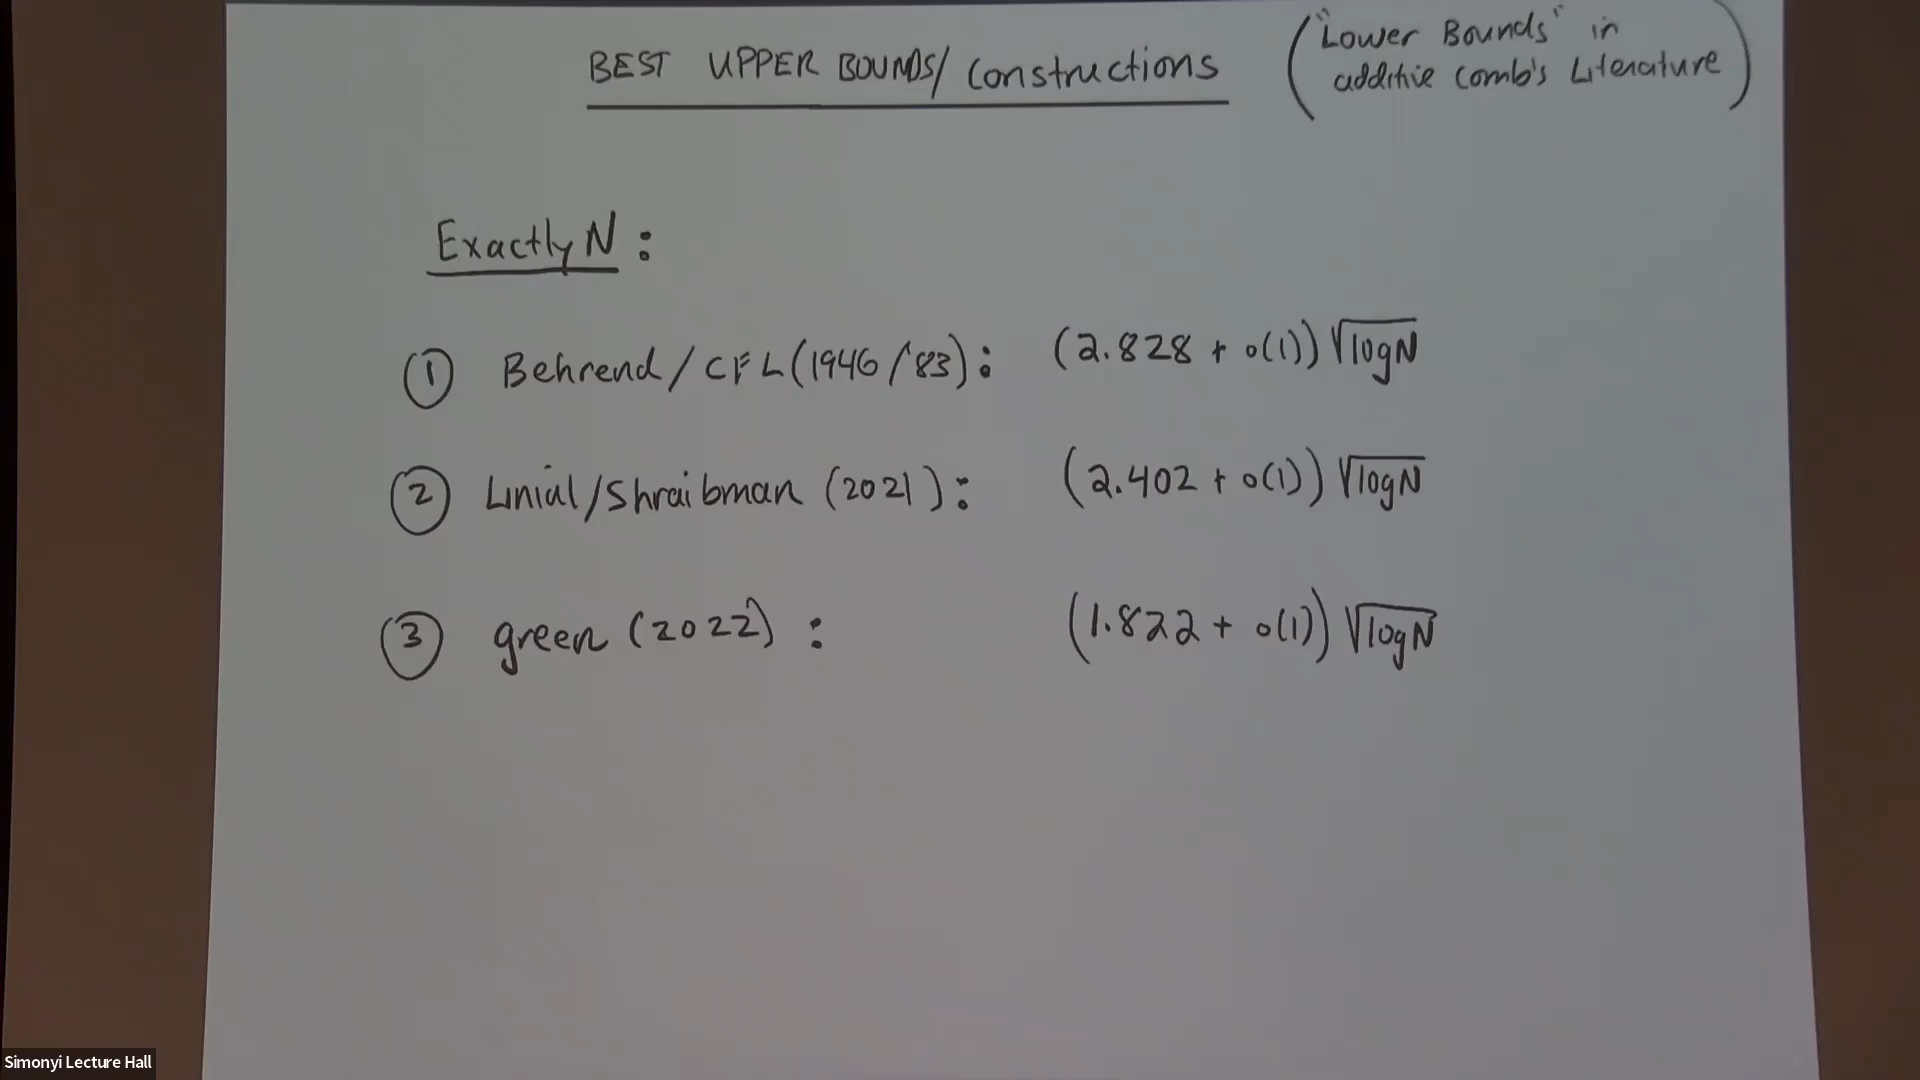 BEST UPPER BOUNDS/ Constructions
("Lower Bounds" in
additive Comb's Literature)
Exactly N :
① Behrend / CFL (1946 / '83) : (2.828 + o(1)) √logN
② Linial/Shraibman (2021) : (2.402 + o(1)) √logN
③ green (2022) : (1.822 + o(1)) √logN
Simonyi Lecture Hall